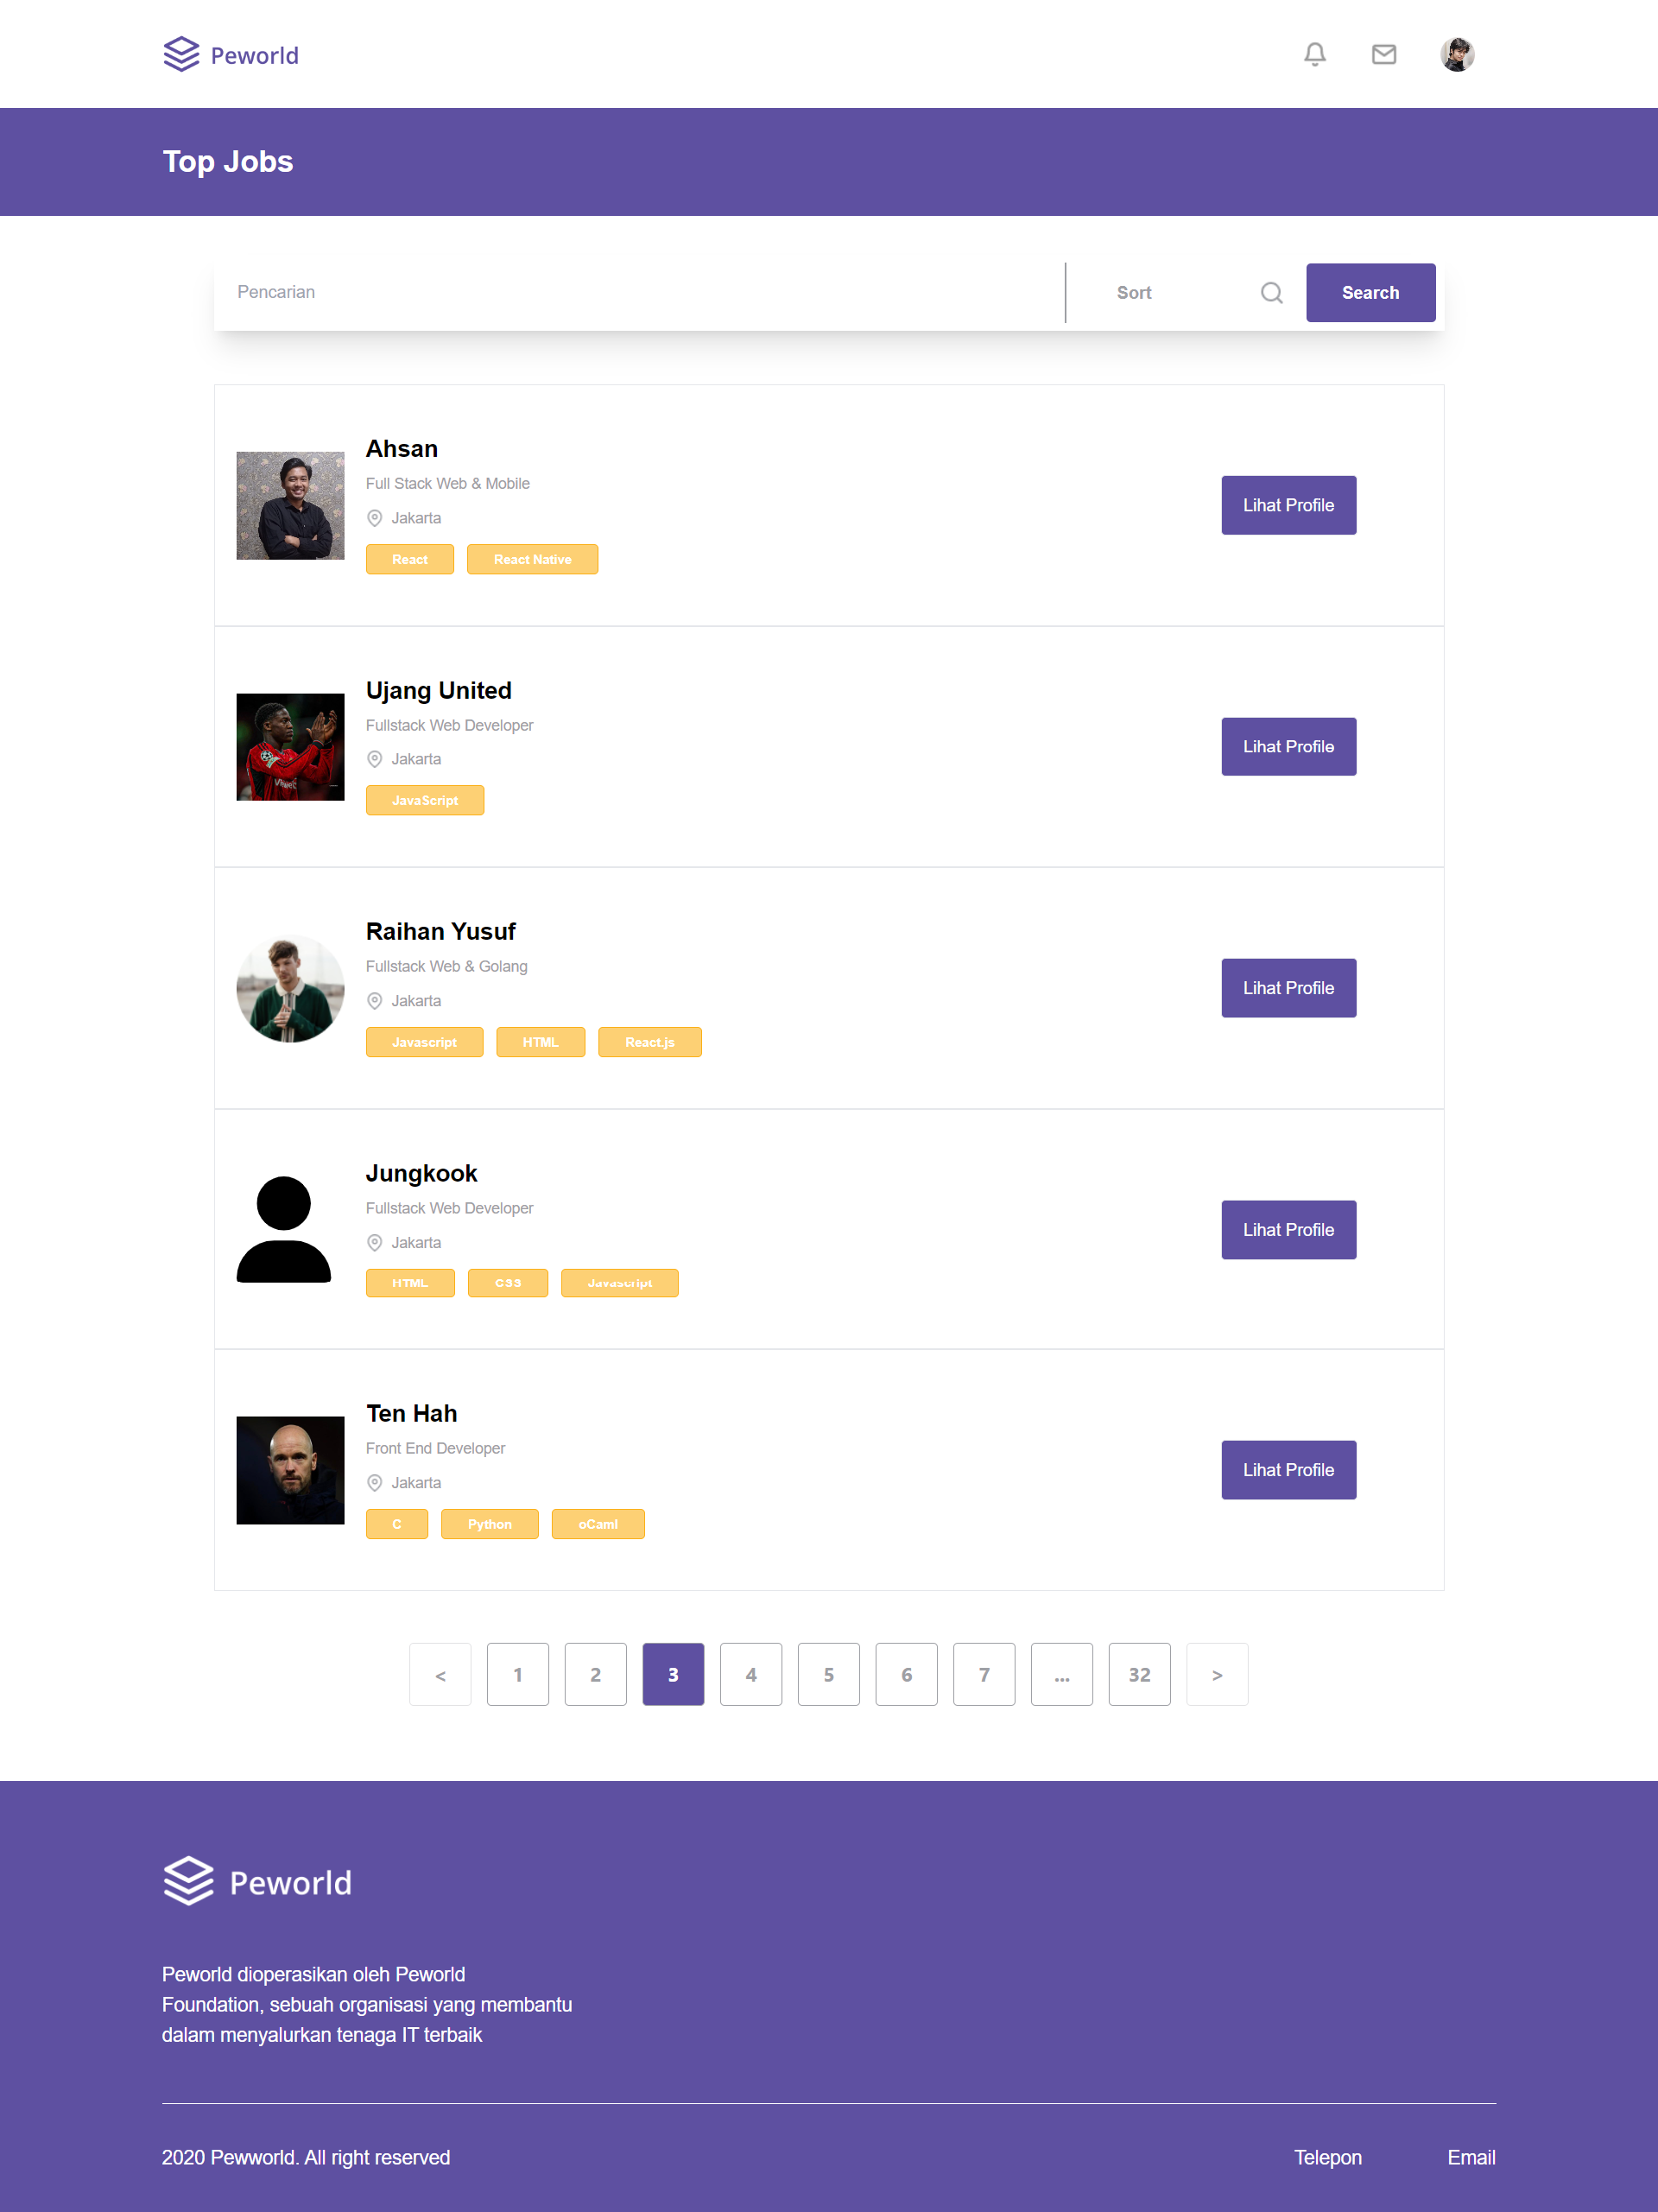 Peworld
Top Jobs
Pencarian
Sort
Search
Ahsan
Full Stack Web & Mobile
Jakarta
React
React Native
Lihat Profile
Ujang United
Fullstack Web Developer
Jakarta
JavaScript
Lihat Profile
Raihan Yusuf
Fullstack Web & Golang
Jakarta
Javascript
HTML
React.js
Lihat Profile
Jungkook
Fullstack Web Developer
Jakarta
HTML
CSS
Javascript
Lihat Profile
Ten Hah
Front End Developer
Jakarta
C
Python
oCaml
Lihat Profile
< 1 2 3 4 5 6 7 ... 32 >
Peworld
Peworld dioperasikan oleh Peworld
Foundation, sebuah organisasi yang membantu
dalam menyalurkan tenaga IT terbaik
2020 Pewworld. All right reserved
Telepon
Email